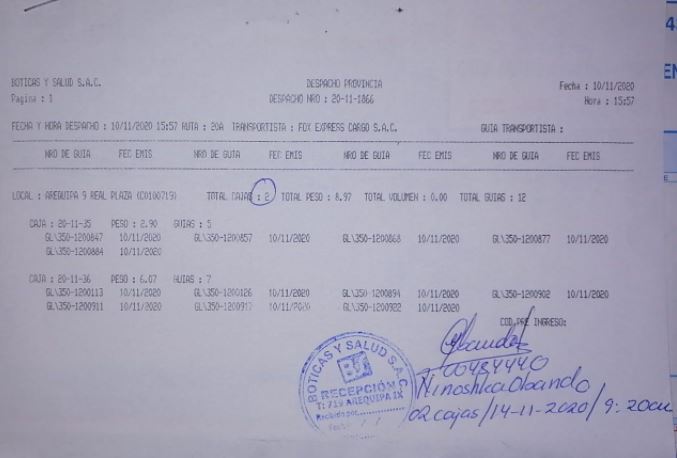 BOTICAS Y SALUD S.A.C. DESPACHO PROVINCIA Fecha : 10/11/2020
Pagina : 1 DESPACHO NRO : 20-11-1866 Hora : 15:57
FECHA Y HORA DESPACHO : 10/11/2020 15:57 RUTA : 20A TRANSPORTISTA : FOX EXPRESS CARGO S.A.C. GUIA TRANSPORTISTA :
NRO DE GUIA FEC EMIS NRO DE GUIA FEC EMIS NRO DE GUIA FEC EMIS NRO DE GUIA FEC EMIS
LOCAL : AREQUIPA 9 REAL PLAZA (C0100719) TOTAL CAJAS : 2 TOTAL PESO : 8.97 TOTAL VOLUMEN : 0.00 TOTAL GUIAS : 12
CAJA : 20-11-35 PESO : 2.90 GUIAS : 5
GL\350-1200847 10/11/2020 GL\350-1200857 10/11/2020 GL\350-1200868 10/11/2020 GL\350-1200877 10/11/2020
GL\350-1200884 10/11/2020
CAJA : 20-11-36 PESO : 6.07 GUIAS : 7
GL\350-1200113 10/11/2020 GL\350-1200126 10/11/2020 GL\350-1200894 10/11/2020 GL\350-1200902 10/11/2020
GL\350-1200911 10/11/2020 GL\350-1200917 10/11/2020 GL\350-1200922 10/11/2020
COD.PRE INGRESO:
BOTICAS Y SALUD S.A.C.
RECEPCIÓN
T: 719 AREQUIPA IX
Recibido por
Fecha
Obando
00484440
Ninoshka Obando
02 cajas/14-11-2020/9:20am